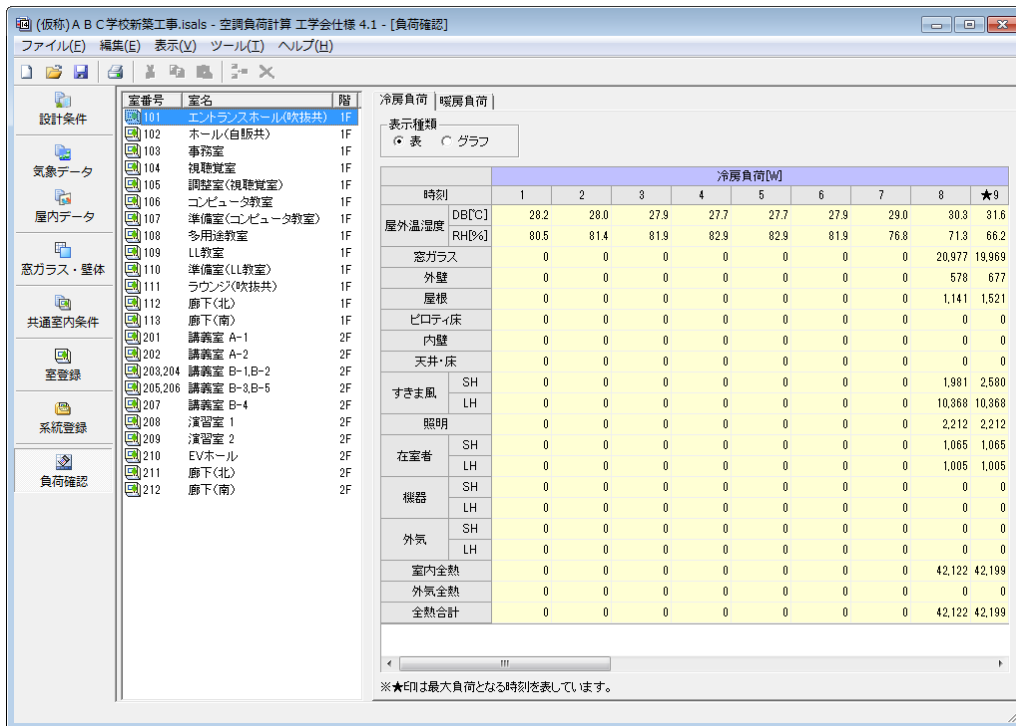 (仮称)ＡＢＣ学校新築工事.isals - 空調負荷計算 工学会仕様 4.1 - [負荷確認]
ファイル(F) 編集(E) 表示(V) ツール(T) ヘルプ(H)
設計条件
気象データ
屋内データ
窓ガラス・壁体
共通室内条件
室登録
系統登録
負荷確認
室番号 室名 階
101 エントランスホール(吹抜共) 1F
102 ホール(自販共) 1F
103 事務室 1F
104 視聴覚室 1F
105 調整室(視聴覚室) 1F
106 コンピュータ教室 1F
107 準備室(コンピュータ教室) 1F
108 多用途教室 1F
109 LL教室 1F
110 準備室(LL教室) 1F
111 ラウンジ(吹抜共) 1F
112 廊下(北) 1F
113 廊下(南) 1F
201 講義室 A-1 2F
202 講義室 A-2 2F
203,204 講義室 B-1,B-2 2F
205,206 講義室 B-3,B-5 2F
207 講義室 B-4 2F
208 演習室 1 2F
209 演習室 2 2F
210 EVホール 2F
211 廊下(北) 2F
212 廊下(南) 2F
冷房負荷 暖房負荷
表示種類
表 グラフ
冷房負荷[W]
時刻 1 2 3 4 5 6 7 8 ★9
屋外温湿度 DB[℃] 28.2 28.0 27.9 27.7 27.7 27.9 29.0 30.3 31.6
RH[%] 80.5 81.4 81.9 82.9 82.9 81.9 76.8 71.3 66.2
窓ガラス 0 0 0 0 0 0 0 20,977 19,969
外壁 0 0 0 0 0 0 0 578 677
屋根 0 0 0 0 0 0 0 1,141 1,521
ピロティ床 0 0 0 0 0 0 0 0 0
内壁 0 0 0 0 0 0 0 0 0
天井・床 0 0 0 0 0 0 0 0 0
すきま風 SH 0 0 0 0 0 0 0 1,981 2,580
LH 0 0 0 0 0 0 0 10,368 10,368
照明 0 0 0 0 0 0 0 2,212 2,212
在室者 SH 0 0 0 0 0 0 0 1,065 1,065
LH 0 0 0 0 0 0 0 1,005 1,005
機器 SH 0 0 0 0 0 0 0 0 0
LH 0 0 0 0 0 0 0 0 0
外気 SH 0 0 0 0 0 0 0 0 0
LH 0 0 0 0 0 0 0 0 0
室内全熱 0 0 0 0 0 0 0 42,122 42,199
外気全熱 0 0 0 0 0 0 0 0 0
全熱合計 0 0 0 0 0 0 0 42,122 42,199
※★印は最大負荷となる時刻を表しています。